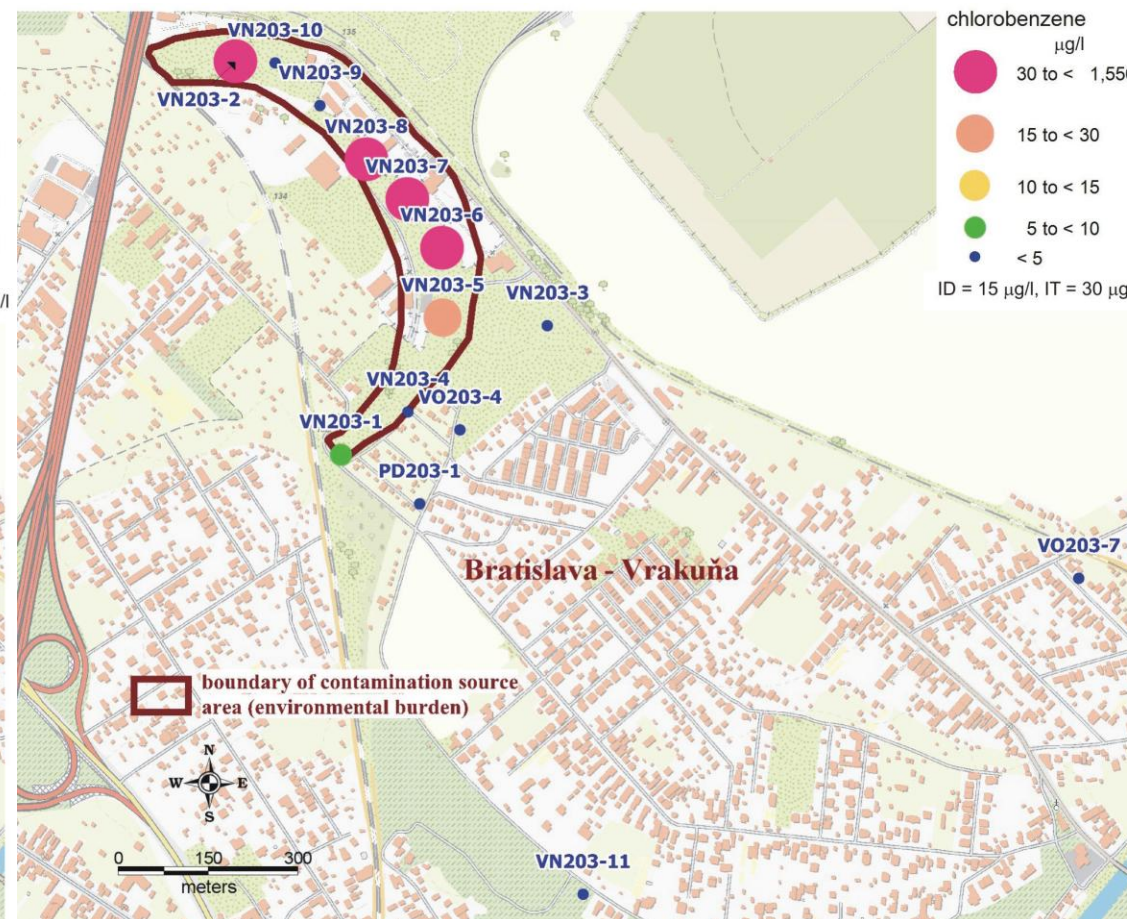 chlorobenzene
µg/l
30 to < 1,550
15 to < 30
10 to < 15
5 to < 10
< 5
ID = 15 µg/l, IT = 30 µg
/l
135
VN203-10
VN203-9
VN203-2
VN203-8
VN203-7
134
VN203-6
VN203-5
VN203-3
VN203-4
VO203-4
VN203-1
PD203-1
VO203-7
Bratislava - Vrakuňa
boundary of contamination source
area (environmental burden)
N
W
E
S
0 150 300
meters
VN203-11